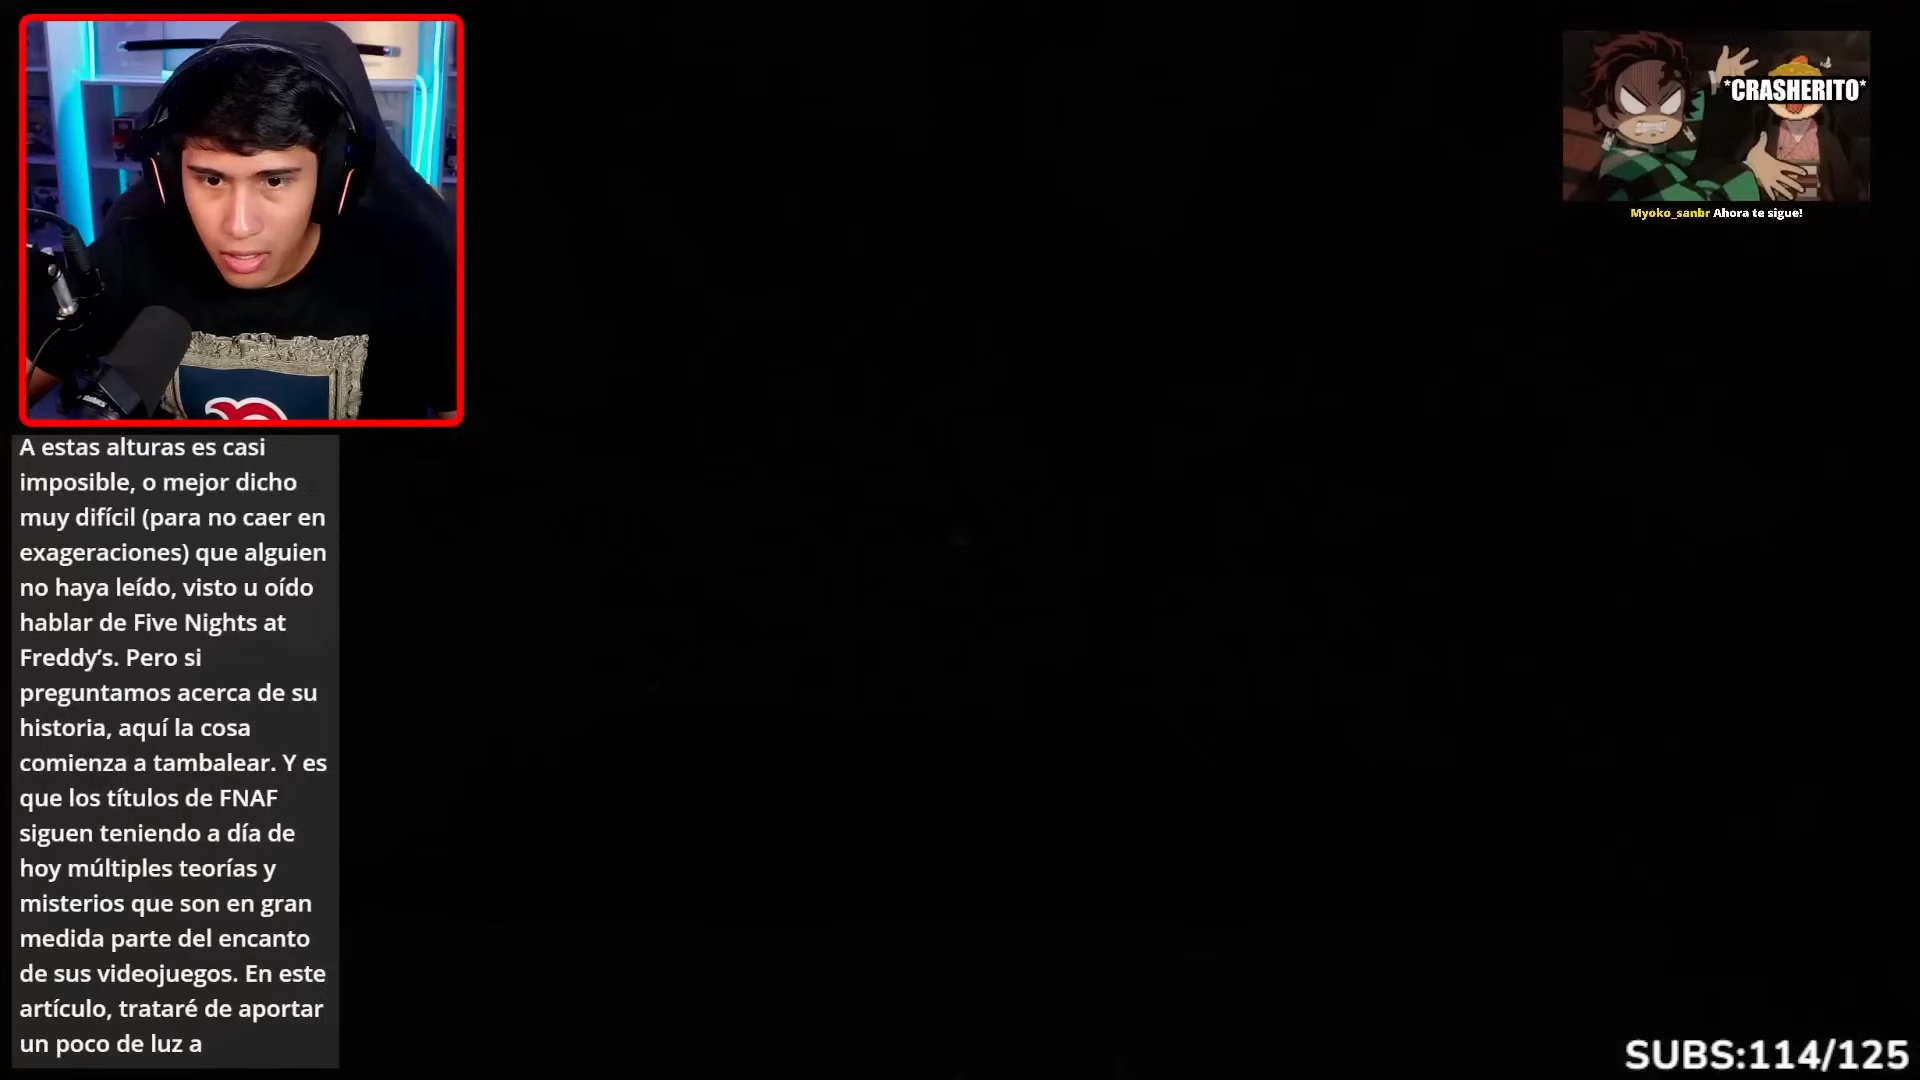 *CRASHERITO*
Myoko_sanbr Ahora te sigue!
A estas alturas es casi
imposible, o mejor dicho
muy difícil (para no caer en
exageraciones) que alguien
no haya leído, visto u oído
hablar de Five Nights at
Freddy’s. Pero si
preguntamos acerca de su
historia, aquí la cosa
comienza a tambalear. Y es
que los títulos de FNAF
siguen teniendo a día de
hoy múltiples teorías y
misterios que son en gran
medida parte del encanto
de sus videojuegos. En este
artículo, trataré de aportar
un poco de luz a
SUBS:114/125